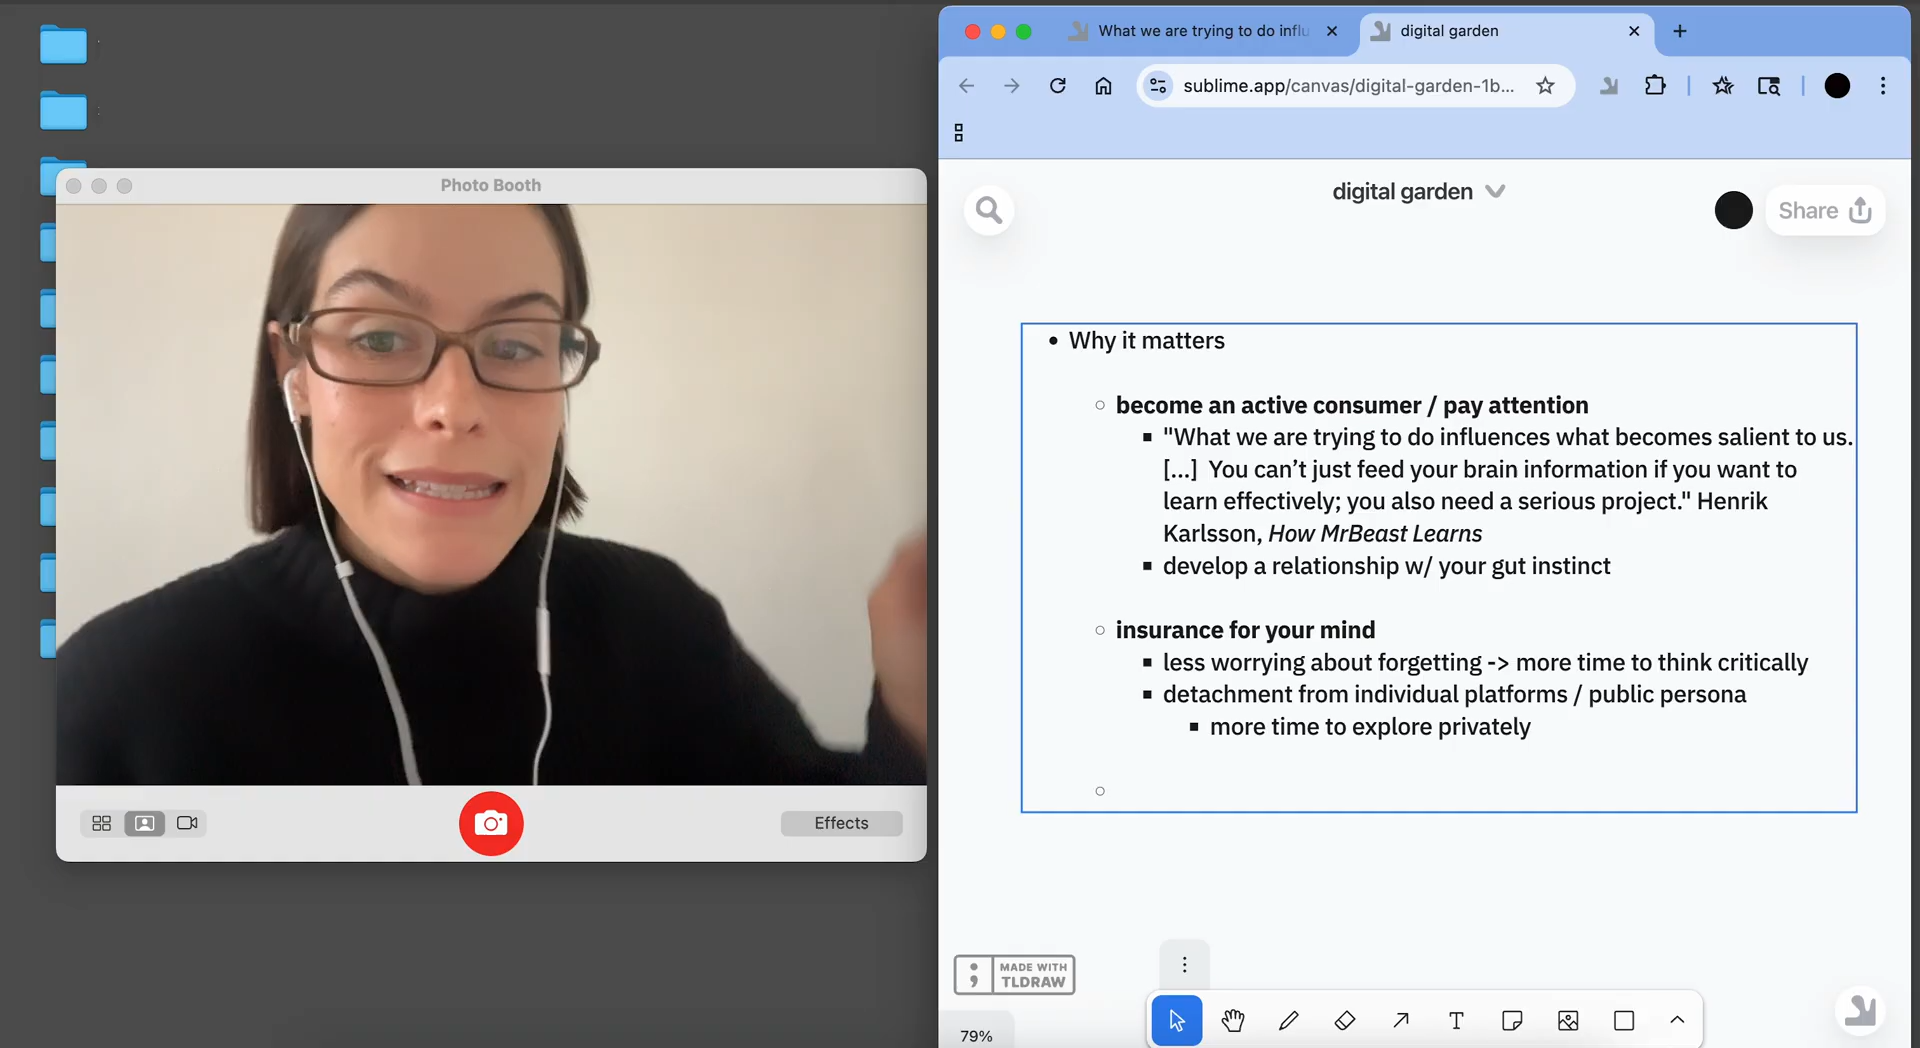 Photo Booth
Effects
What we are trying to do influ
digital garden
sublime.app/canvas/digital-garden-1b...
digital garden
Share
• Why it matters
○ become an active consumer / pay attention
▪ "What we are trying to do influences what becomes salient to us.
[...] You can’t just feed your brain information if you want to
learn effectively; you also need a serious project." Henrik
Karlsson, How MrBeast Learns
▪ develop a relationship w/ your gut instinct
○ insurance for your mind
▪ less worrying about forgetting -> more time to think critically
▪ detachment from individual platforms / public persona
▪ more time to explore privately
○
MADE WITH
TLDRAW
79%